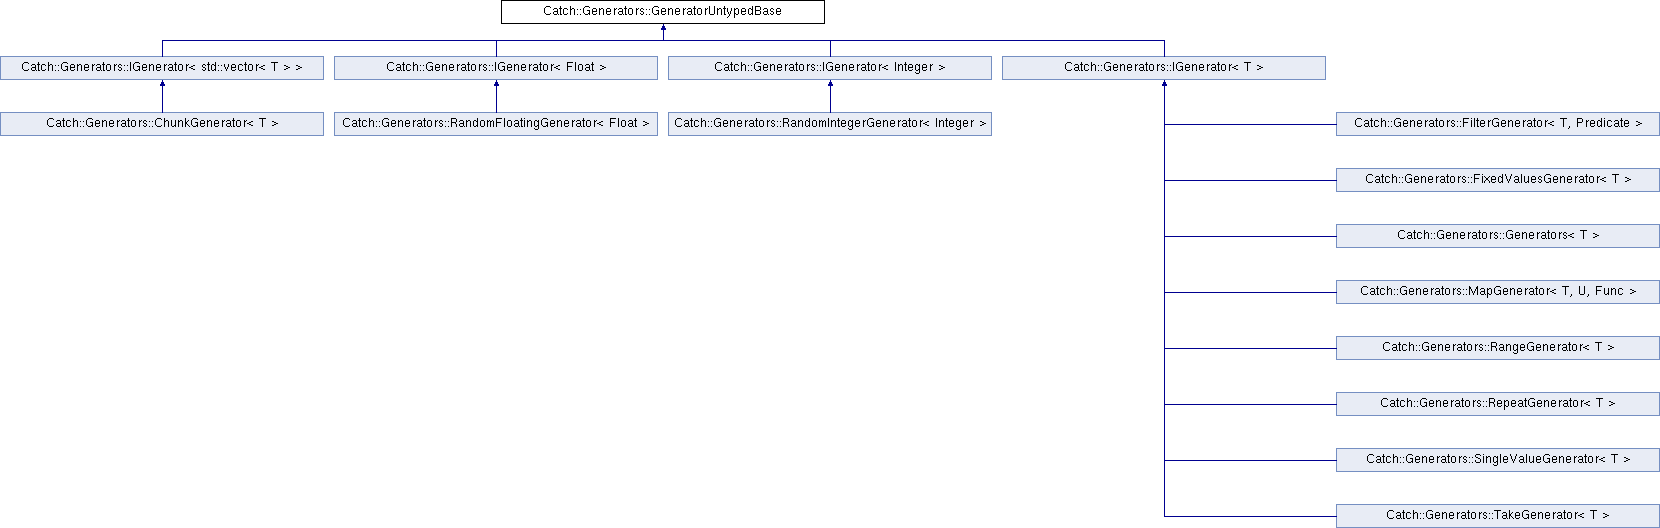 Catch::Generators::GeneratorUntypedBase
Catch::Generators::IGenerator< std::vector< T > >
Catch::Generators::IGenerator< Float >
Catch::Generators::IGenerator< Integer >
Catch::Generators::IGenerator< T >
Catch::Generators::ChunkGenerator< T >
Catch::Generators::RandomFloatingGenerator< Float >
Catch::Generators::RandomIntegerGenerator< Integer >
Catch::Generators::FilterGenerator< T, Predicate >
Catch::Generators::FixedValuesGenerator< T >
Catch::Generators::Generators< T >
Catch::Generators::MapGenerator< T, U, Func >
Catch::Generators::RangeGenerator< T >
Catch::Generators::RepeatGenerator< T >
Catch::Generators::SingleValueGenerator< T >
Catch::Generators::TakeGenerator< T >